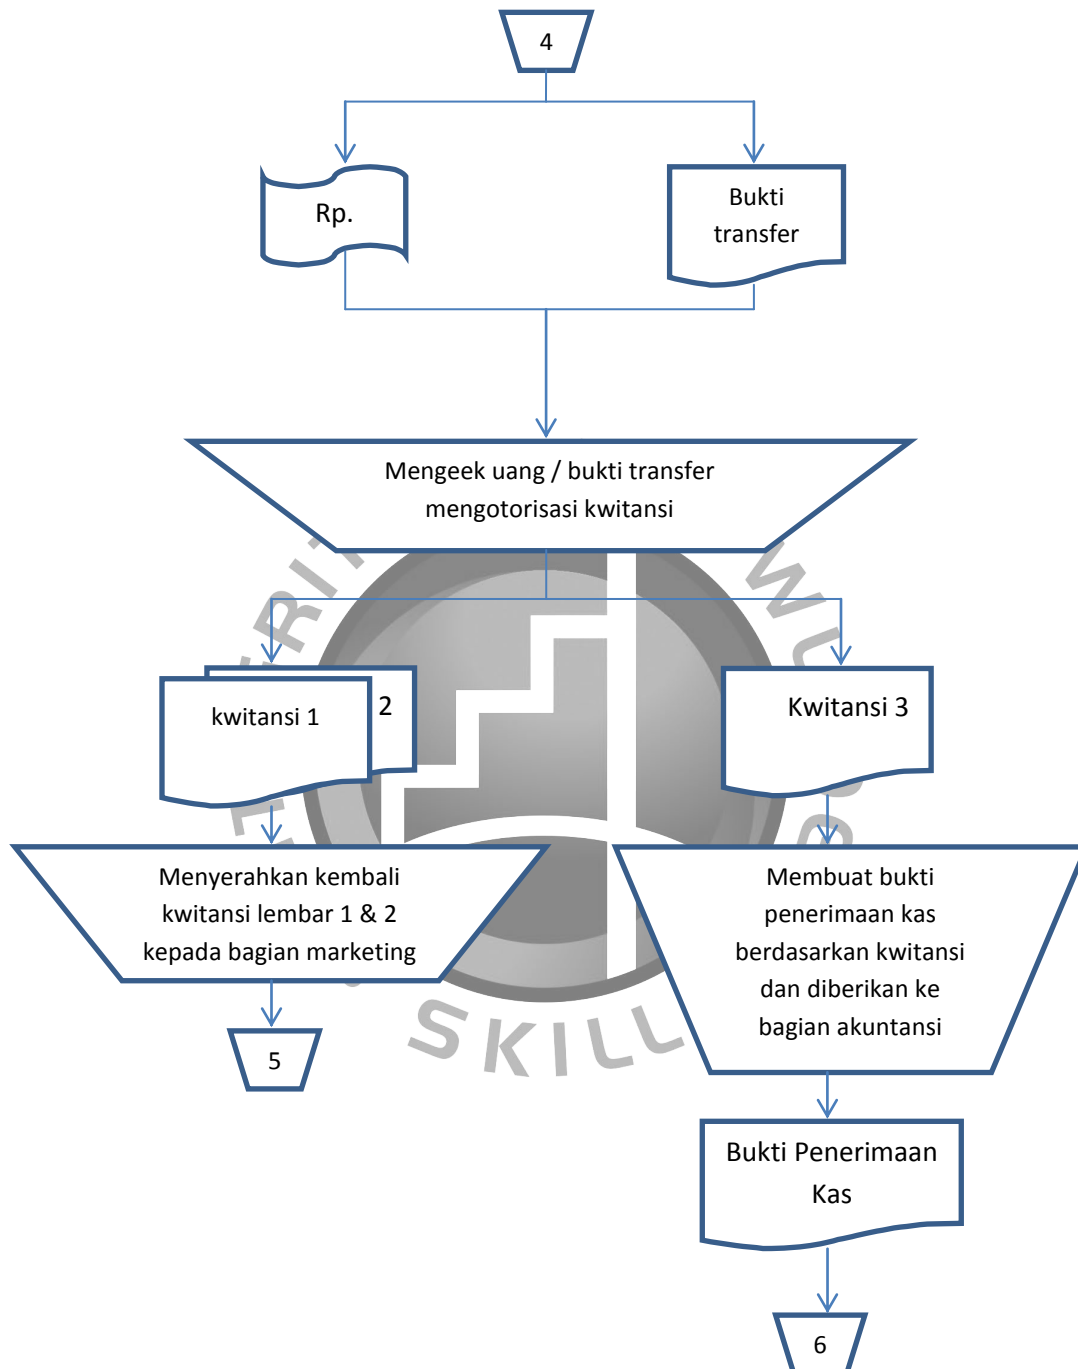 4
Rp.
Bukti
transfer
Mengeek uang / bukti transfer
mengotorisasi kwitansi
kwitansi 1
2
Kwitansi 3
Menyerahkan kembali
kwitansi lembar 1 & 2
kepada bagian marketing
Membuat bukti
penerimaan kas
berdasarkan kwitansi
dan diberikan ke
bagian akuntansi
5
SKILL
Bukti Penerimaan
Kas
6